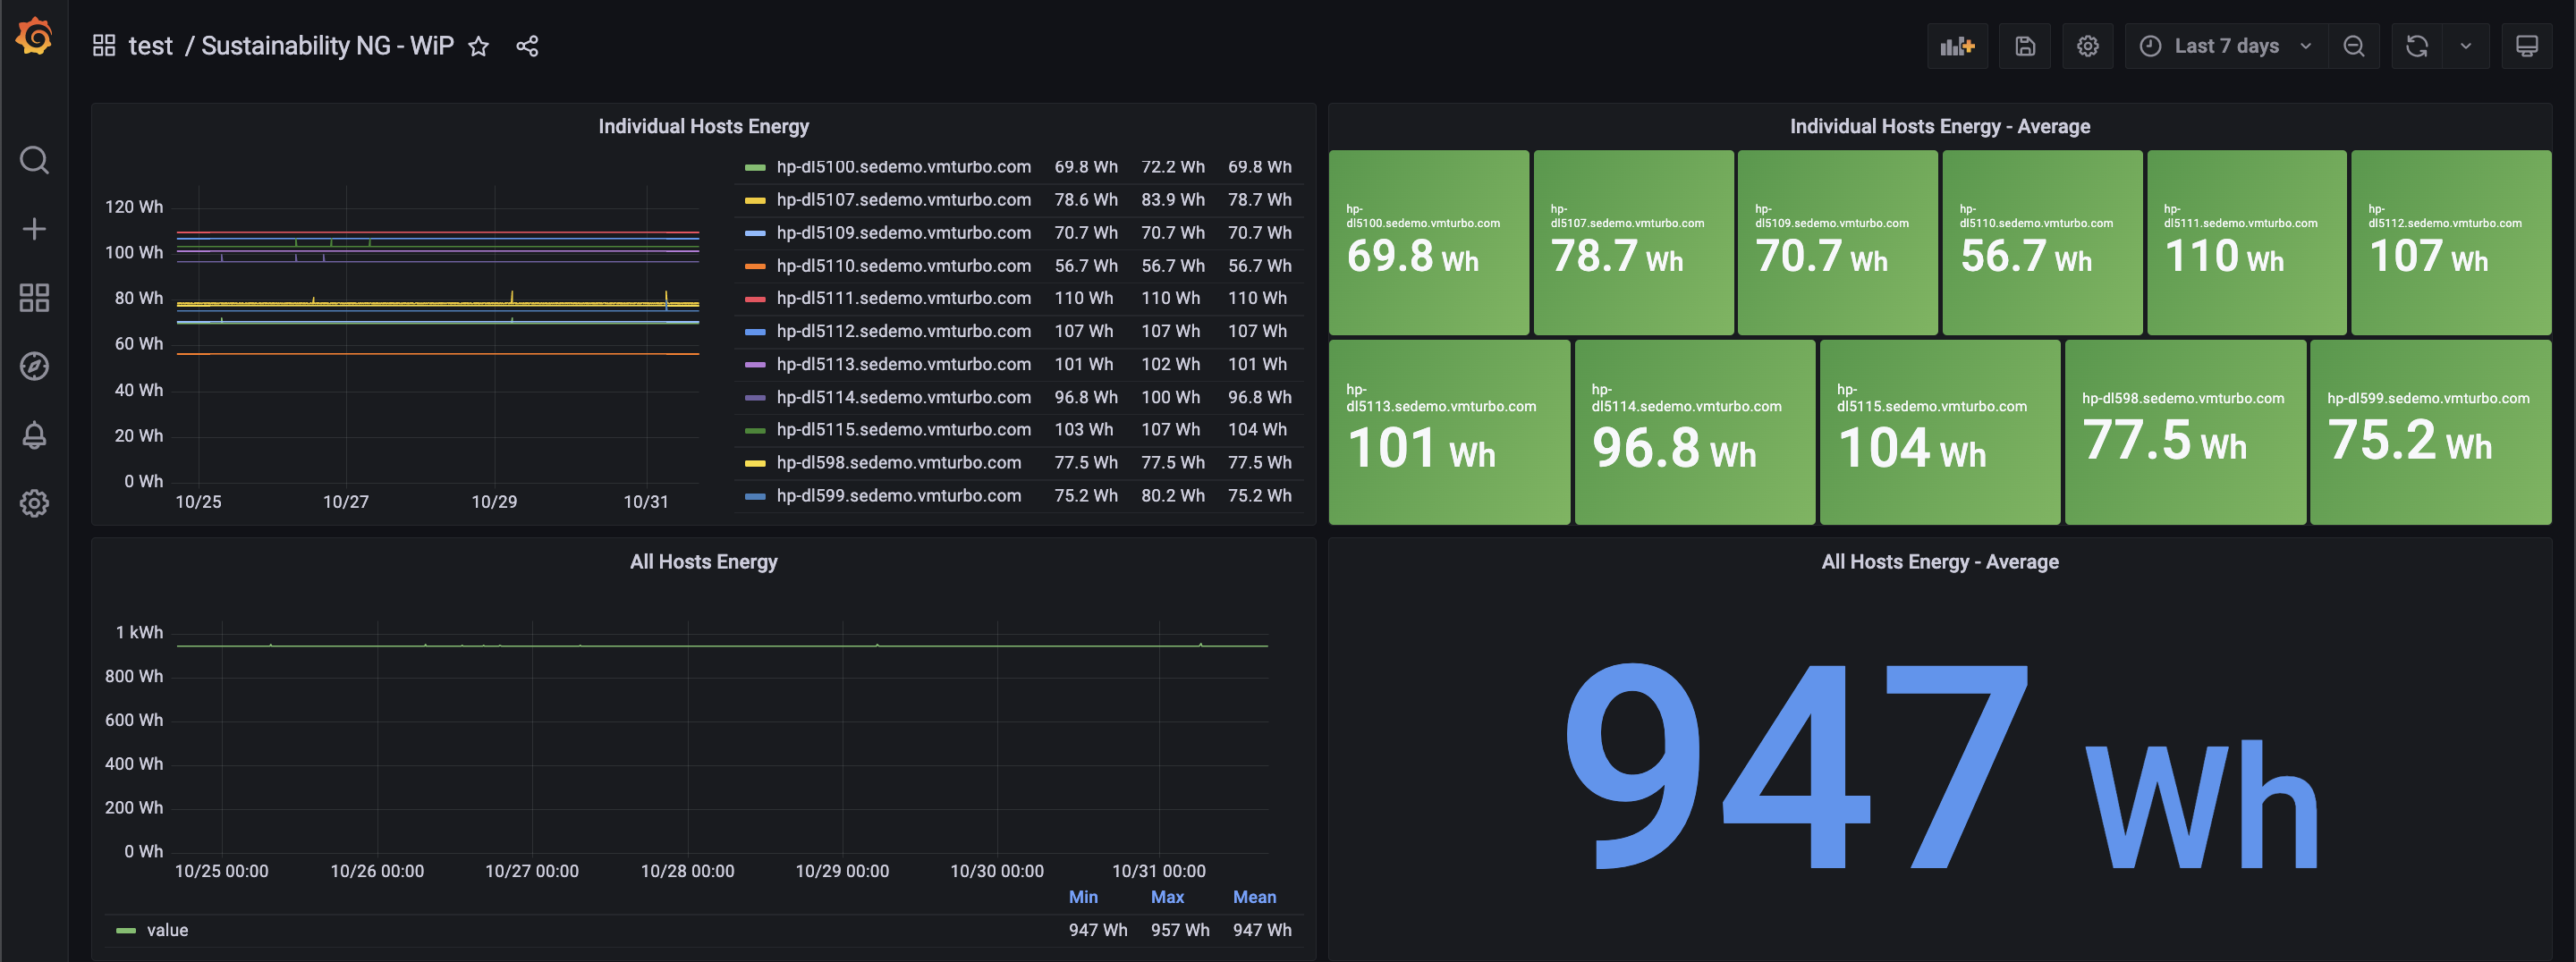 test / Sustainability NG - WiP
Last 7 days
Individual Hosts Energy
120 Wh
100 Wh
80 Wh
60 Wh
40 Wh
20 Wh
0 Wh
10/25 10/27 10/29 10/31
hp-dl5100.sedemo.vmturbo.com 69.8 Wh 72.2 Wh 69.8 Wh
hp-dl5107.sedemo.vmturbo.com 78.6 Wh 83.9 Wh 78.7 Wh
hp-dl5109.sedemo.vmturbo.com 70.7 Wh 70.7 Wh 70.7 Wh
hp-dl5110.sedemo.vmturbo.com 56.7 Wh 56.7 Wh 56.7 Wh
hp-dl5111.sedemo.vmturbo.com 110 Wh 110 Wh 110 Wh
hp-dl5112.sedemo.vmturbo.com 107 Wh 107 Wh 107 Wh
hp-dl5113.sedemo.vmturbo.com 101 Wh 102 Wh 101 Wh
hp-dl5114.sedemo.vmturbo.com 96.8 Wh 100 Wh 96.8 Wh
hp-dl5115.sedemo.vmturbo.com 103 Wh 107 Wh 104 Wh
hp-dl598.sedemo.vmturbo.com 77.5 Wh 77.5 Wh 77.5 Wh
hp-dl599.sedemo.vmturbo.com 75.2 Wh 80.2 Wh 75.2 Wh
Individual Hosts Energy - Average
hp-
dl5100.sedemo.vmturbo.com
69.8 Wh
hp-
dl5107.sedemo.vmturbo.com
78.7 Wh
hp-
dl5109.sedemo.vmturbo.com
70.7 Wh
hp-
dl5110.sedemo.vmturbo.com
56.7 Wh
hp-
dl5111.sedemo.vmturbo.com
110 Wh
hp-
dl5112.sedemo.vmturbo.com
107 Wh
hp-
dl5113.sedemo.vmturbo.com
101 Wh
hp-
dl5114.sedemo.vmturbo.com
96.8 Wh
hp-
dl5115.sedemo.vmturbo.com
104 Wh
hp-dl598.sedemo.vmturbo.com
77.5 Wh
hp-dl599.sedemo.vmturbo.com
75.2 Wh
All Hosts Energy
1 kWh
800 Wh
600 Wh
400 Wh
200 Wh
0 Wh
10/25 00:00 10/26 00:00 10/27 00:00 10/28 00:00 10/29 00:00 10/30 00:00 10/31 00:00
Min Max Mean
value 947 Wh 957 Wh 947 Wh
All Hosts Energy - Average
947 Wh